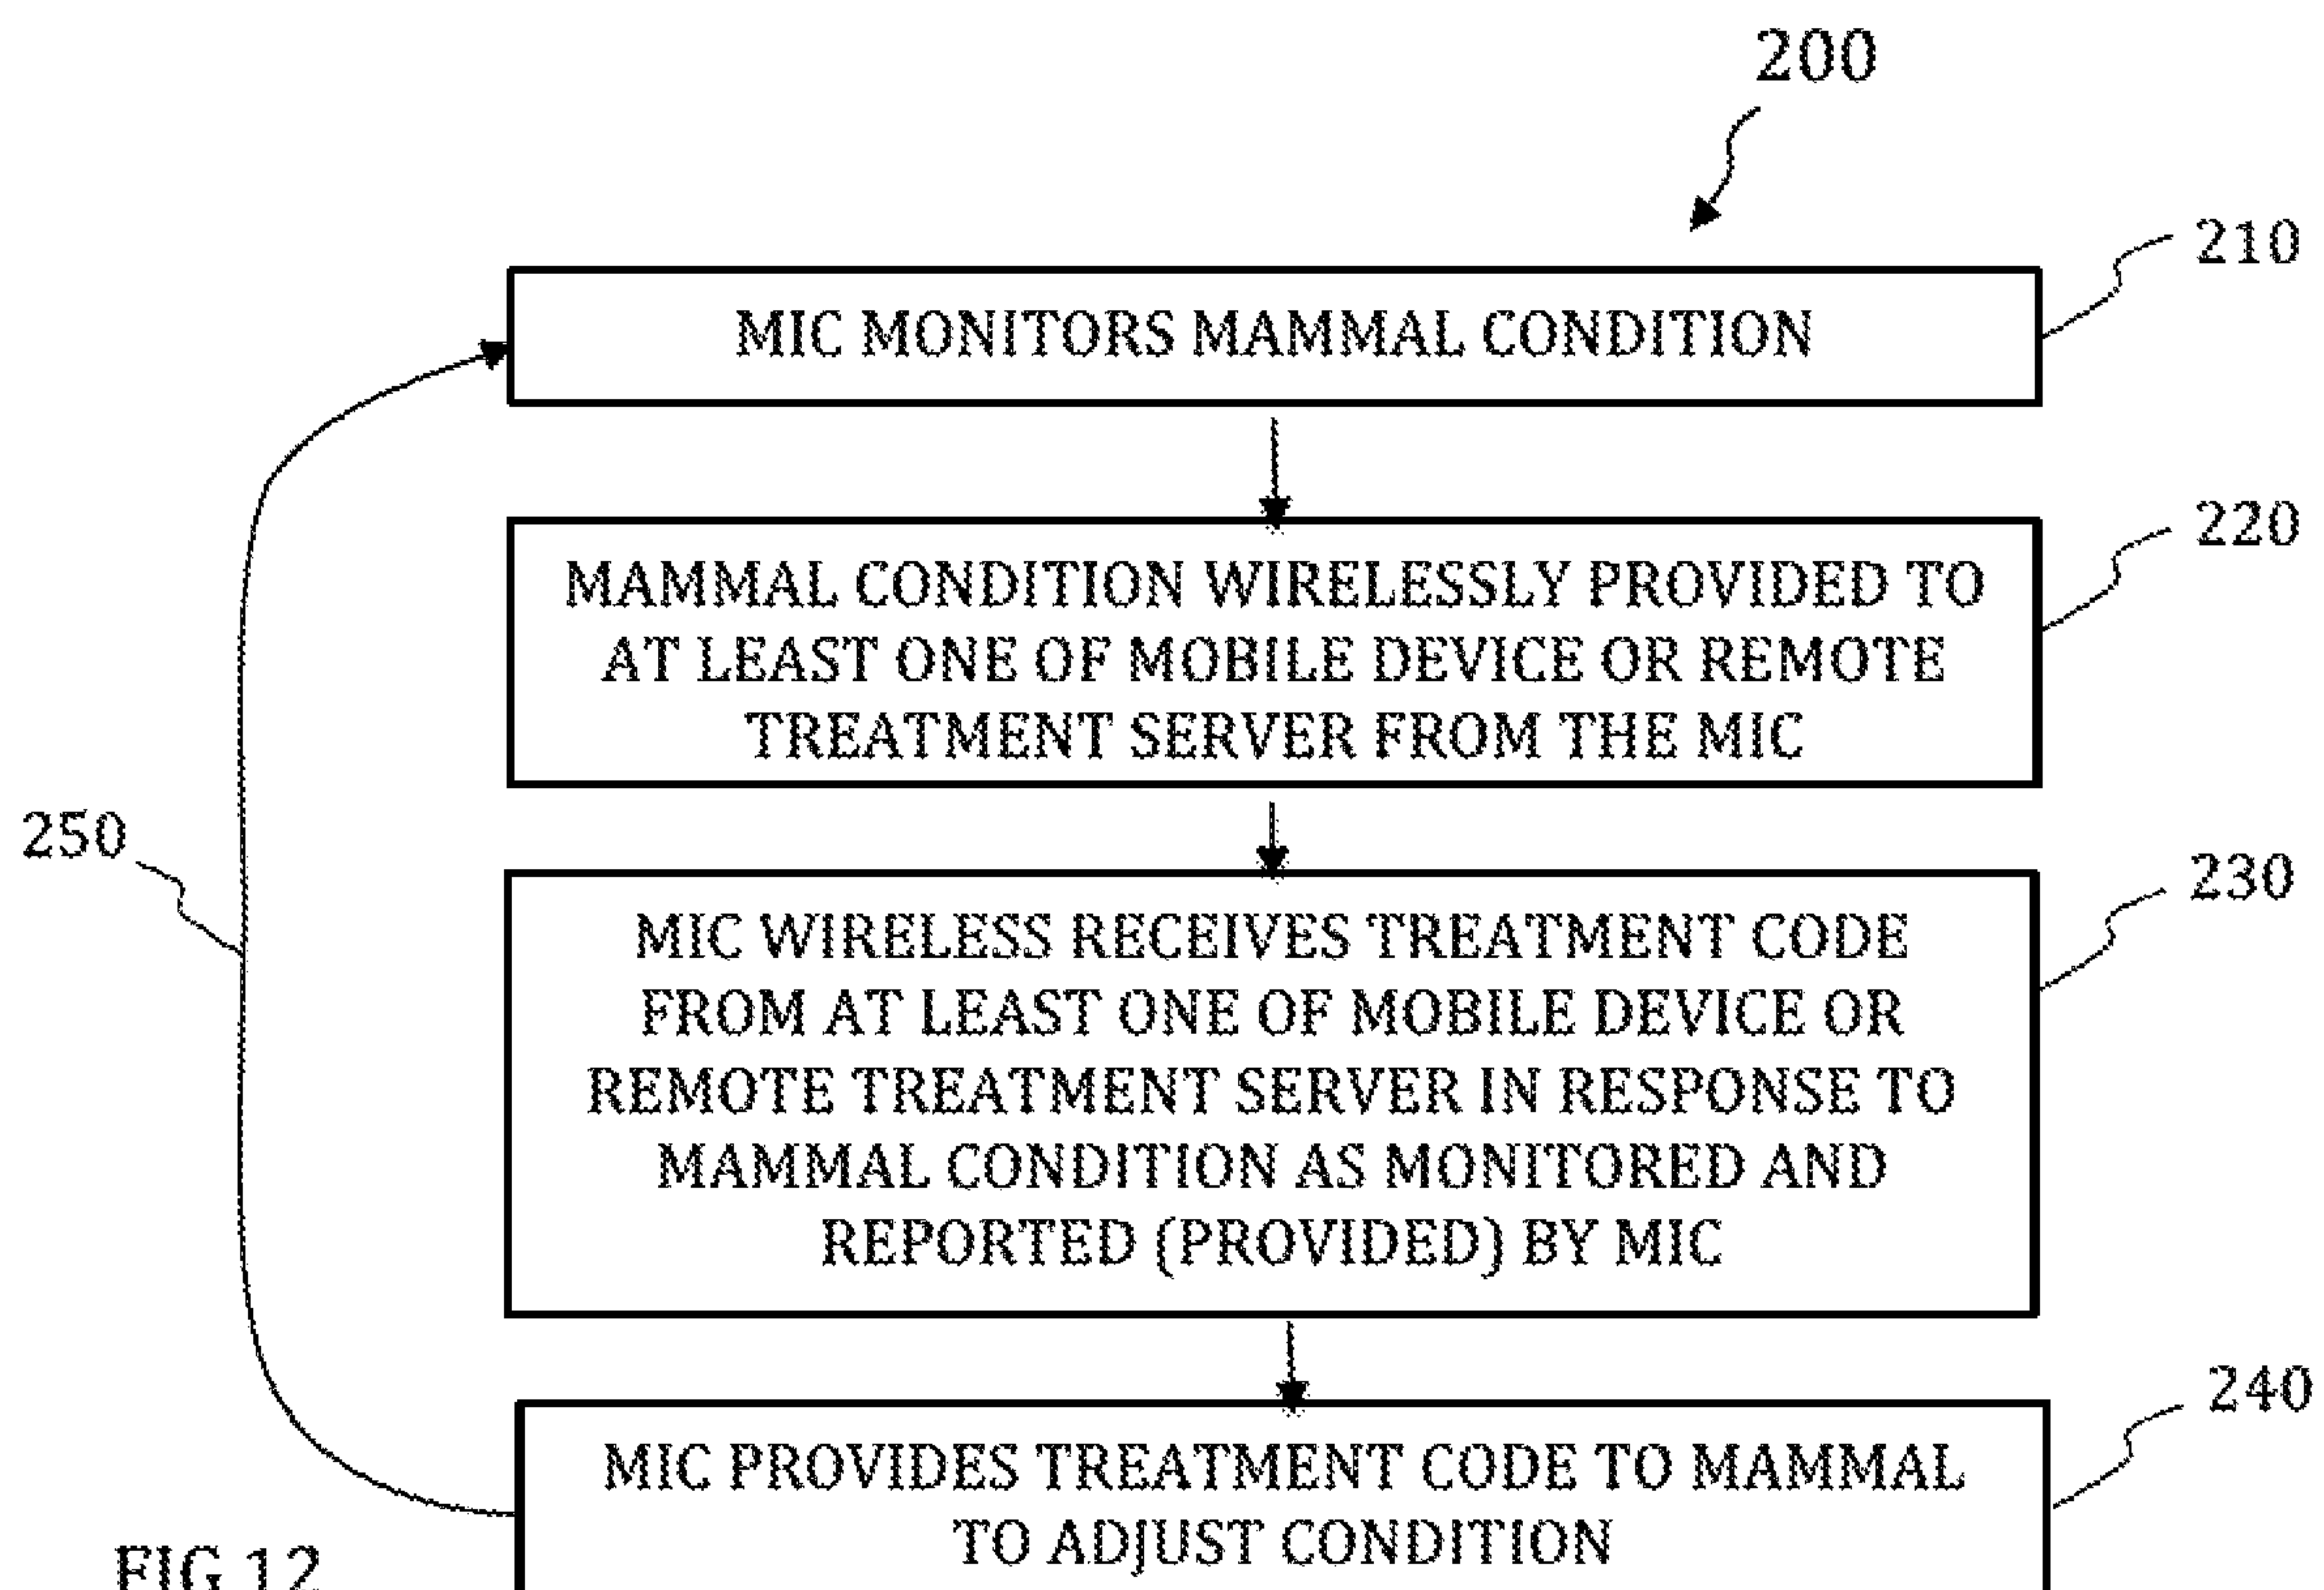 200
210
MIC MONITORS MAMMAL CONDITION
220
MAMMAL CONDITION WIRELESSLY PROVIDED TO
AT LEAST ONE OF MOBILE DEVICE OR REMOTE
TREATMENT SERVER FROM THE MIC
250
230
MIC WIRELESS RECEIVES TREATMENT CODE
FROM AT LEAST ONE OF MOBILE DEVICE OR
REMOTE TREATMENT SERVER IN RESPONSE TO
MAMMAL CONDITION AS MONITORED AND
REPORTED (PROVIDED) BY MIC
240
MIC PROVIDES TREATMENT CODE TO MAMMAL
TO ADJUST CONDITION
FIG 12